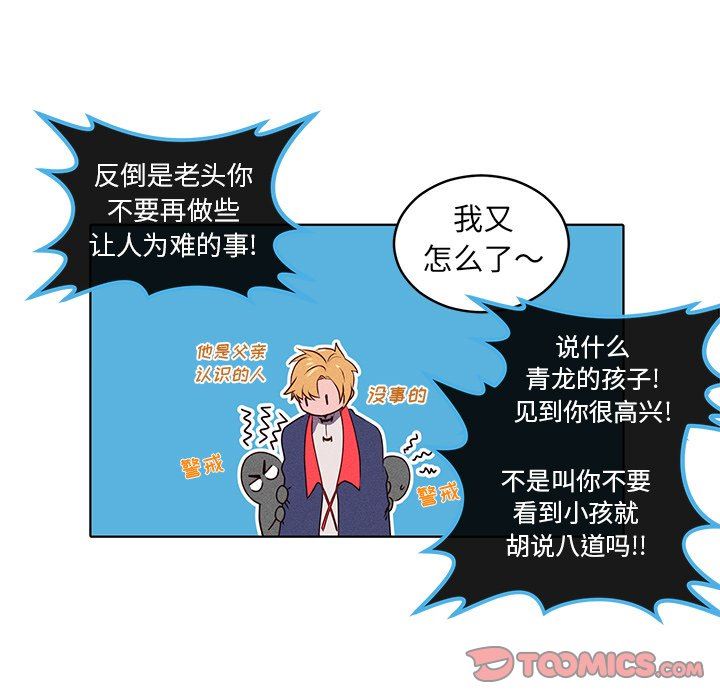 反倒是老头你
不要再做些
让人为难的事!
我又
怎么了～
说什么
青龙的孩子!
见到你很高兴!
不是叫你不要
看到小孩就
胡说八道吗!!
他是父亲
认识的人
没事的
警戒
警戒
TOOMICS.COM